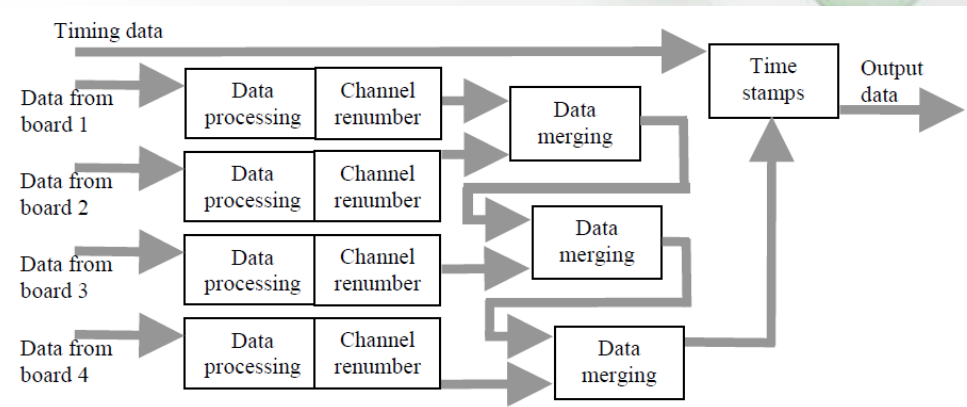 Timing data
Data from
board 1
Data
processing
Channel
renumber
Data
merging
Time
stamps
Output
data
Data from
board 2
Data
processing
Channel
renumber
Data
merging
Data from
board 3
Data
processing
Channel
renumber
Data from
board 4
Data
processing
Channel
renumber
Data
merging